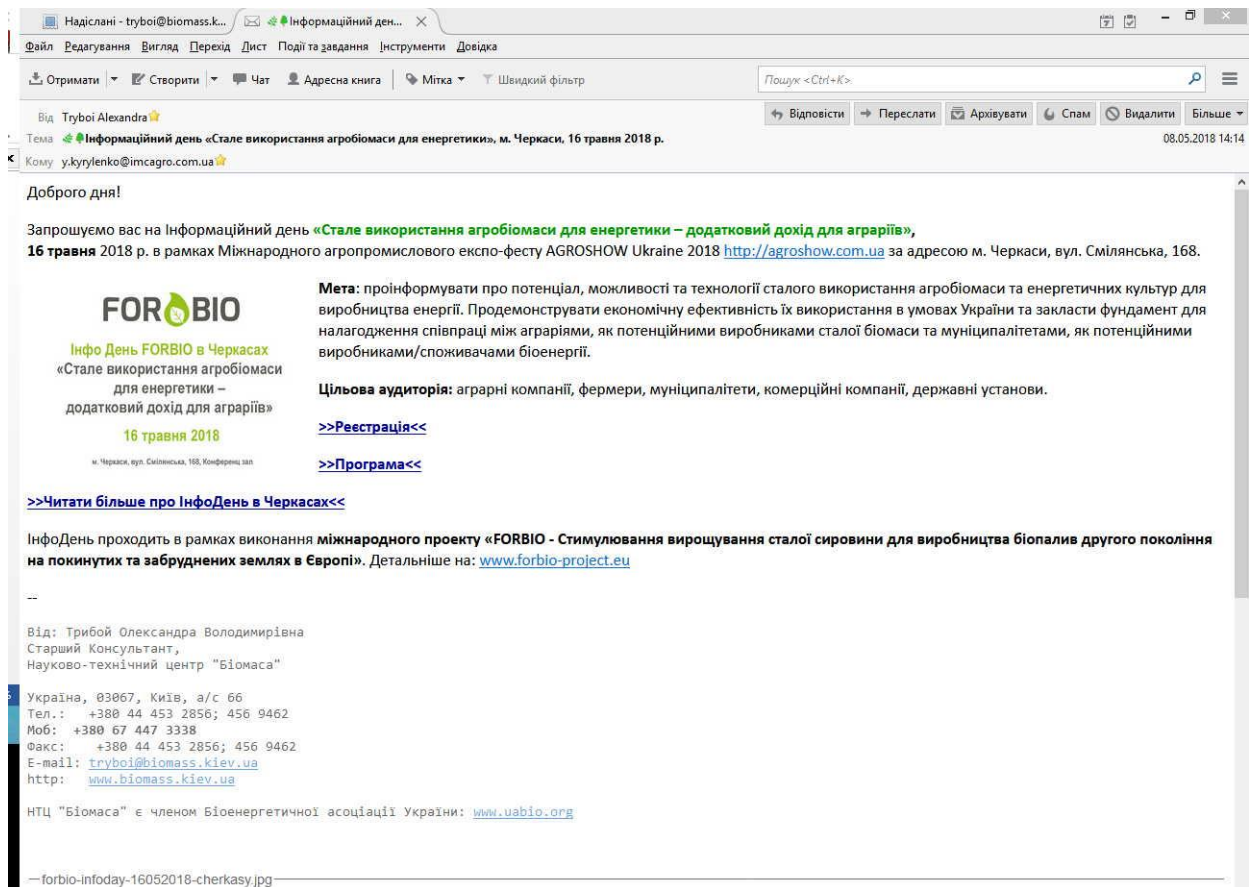 Надіслані - tryboi@biomass.k...
Інформаційний ден...
Файл Редагування Вигляд Перехід Лист Події та завдання Інструменти Довідка
Отримати Створити Чат Адресна книга Мітка Швидкий фільтр Пошук <Ctrl+K>
Від Tryboi Alexandra
Відповісти Переслати Архівувати Спам Видалити Більше
Тема Інформаційний день «Стале використання агробіомаси для енергетики», м. Черкаси, 16 травня 2018 р.
08.05.2018 14:14
Кому y.kyrylenko@imcagro.com.ua
Доброго дня!
Запрошуємо вас на Інформаційний день «Стале використання агробіомаси для енергетики – додатковий дохід для аграріїв»,
16 травня 2018 р. в рамках Міжнародного агропромислового експо-фесту AGROSHOW Ukraine 2018 http://agroshow.com.ua за адресою м. Черкаси, вул. Смілянська, 168.
FORBIO
Інфо День FORBIO в Черкасах
«Стале використання агробіомаси
для енергетики –
додатковий дохід для аграріїв»
16 травня 2018
м. Черкаси, вул. Смілянська, 168, Конференц зал
Мета: проінформувати про потенціал, можливості та технології сталого використання агробіомаси та енергетичних культур для
виробництва енергії. Продемонструвати економічну ефективність їх використання в умовах України та закласти фундамент для
налагодження співпраці між аграріями, як потенційними виробниками сталої біомаси та муніципалітетами, як потенційними
виробниками/споживачами біоенергії.
Цільова аудиторія: аграрні компанії, фермери, муніципалітети, комерційні компанії, державні установи.
>>Реєстрація<<
>>Програма<<
>>Читати більше про ІнфоДень в Черкасах<<
ІнфоДень проходить в рамках виконання міжнародного проекту «FORBIO - Стимулювання вирощування сталої сировини для виробництва біопалив другого покоління
на покинутих та забруднених землях в Європі». Детальніше на: www.forbio-project.eu
--
Від: Трибой Олександра Володимирівна
Старший Консультант,
Науково-технічний центр "Біомаса"
Україна, 03067, Київ, а/с 66
Тел.: +380 44 453 2856; 456 9462
Моб: +380 67 447 3338
Факс: +380 44 453 2856; 456 9462
E-mail: tryboi@biomass.kiev.ua
http: www.biomass.kiev.ua
НТЦ "Біомаса" є членом Біоенергетичної асоціації України: www.uabio.org
forbio-infoday-16052018-cherkasy.jpg